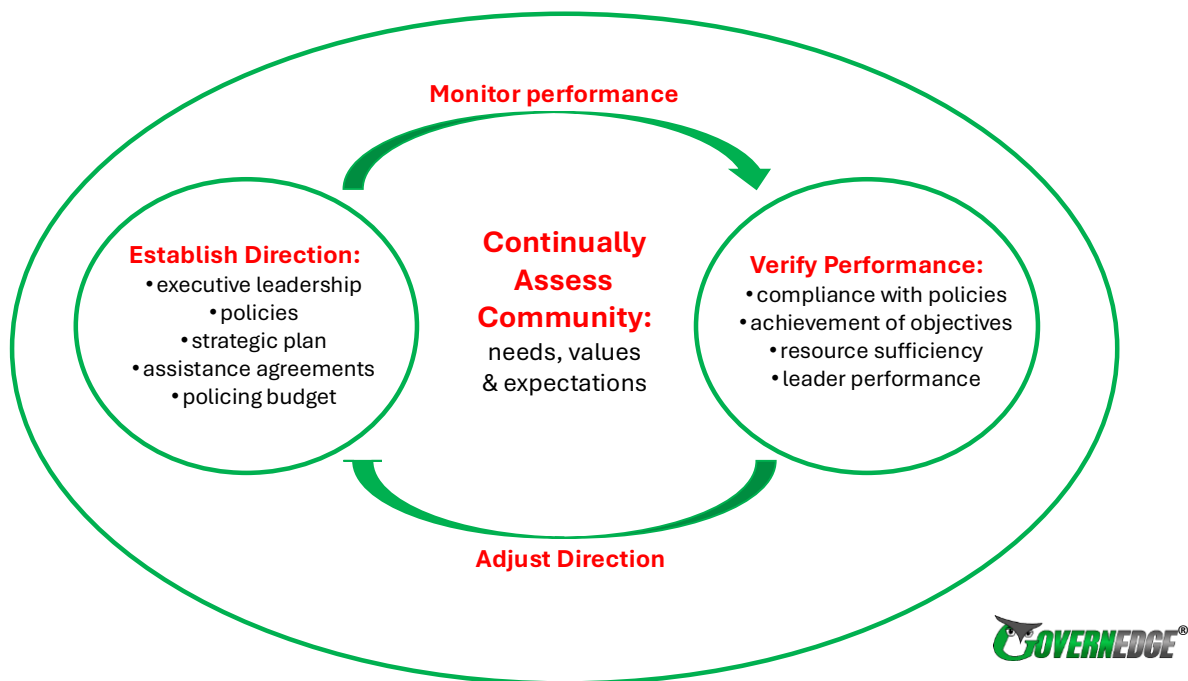 Monitor performance
Establish Direction:
•executive leadership
•policies
•strategic plan
•assistance agreements
•policing budget
Continually
Assess
Community:
needs, values
& expectations
Verify Performance:
•compliance with policies
•achievement of objectives
•resource sufficiency
•leader performance
Adjust Direction
GOVERNEDGE®